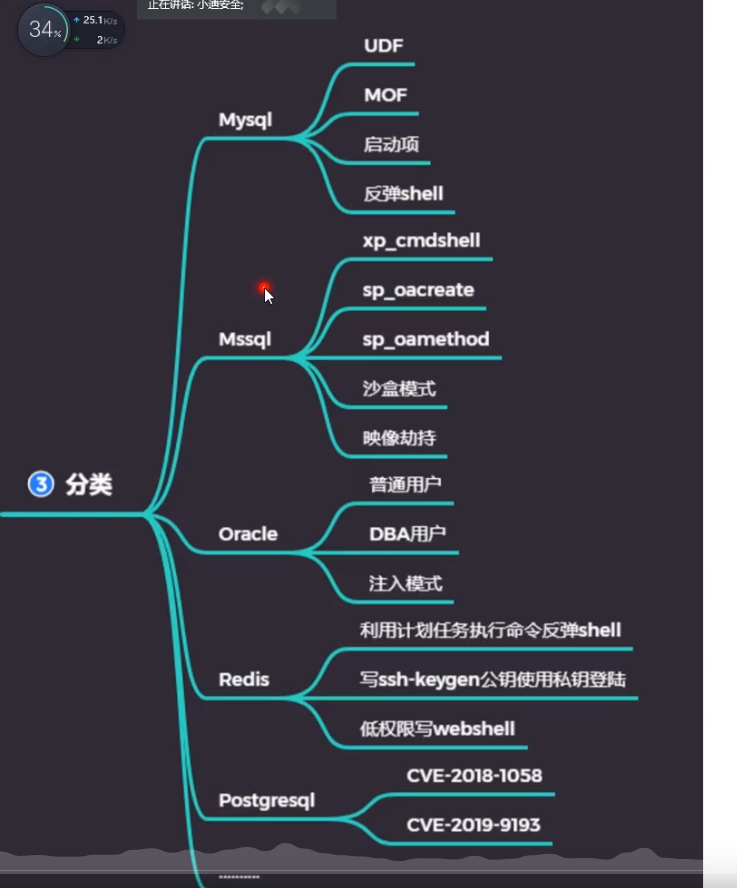 正在讲话: 小迪安全;
34%
25.1K/s
2K/s
UDF
MOF
Mysql
启动项
反弹shell
xp_cmdshell
sp_oacreate
Mssql
sp_oamethod
沙盒模式
映像劫持
3 分类
普通用户
Oracle
DBA用户
注入模式
利用计划任务执行命令反弹shell
Redis
写ssh-keygen公钥使用私钥登陆
低权限写webshell
CVE-2018-1058
Postgresql
CVE-2019-9193
..........